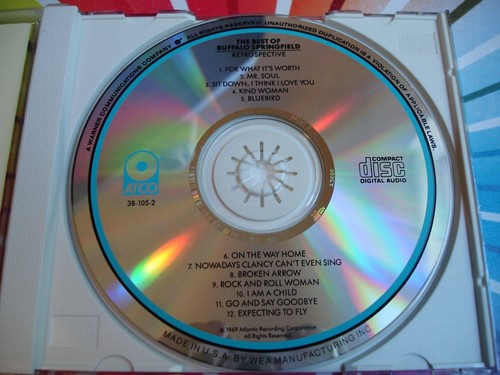 A WARNER COMMUNICATIONS COMPANY ALL RIGHTS RESERVED. UNAUTHORIZED DUPLICATION IS A VIOLATION OF APPLICABLE LAWS.
THE BEST OF
BUFFALO SPRINGFIELD
RETROSPECTIVE
1. FOR WHAT IT'S WORTH
2. MR. SOUL
3. SIT DOWN, I THINK I LOVE YOU
4. KIND WOMAN
5. BLUEBIRD
ATCO
38-105-2
COMPACT
disc
DIGITAL AUDIO
6. ON THE WAY HOME
7. NOWADAYS CLANCY CAN'T EVEN SING
8. BROKEN ARROW
9. ROCK AND ROLL WOMAN
10. I AM A CHILD
11. GO AND SAY GOODBYE
12. EXPECTING TO FLY
℗ 1969 Atlantic Recording Corporation
All Rights Reserved.
MADE IN U.S.A. BY WEA MANUFACTURING INC.